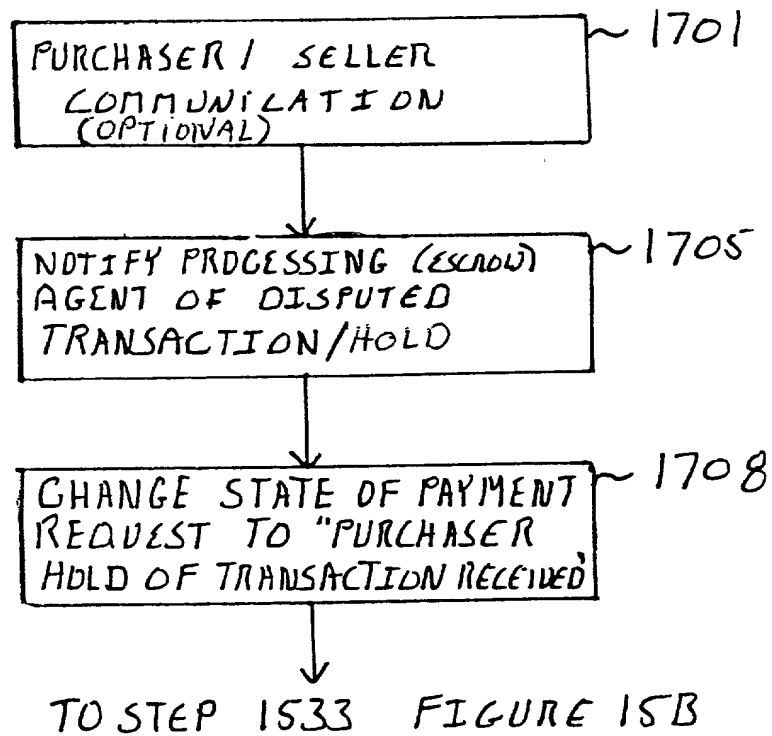 PURCHASER / SELLER
COMMUNICATION
(OPTIONAL)
1701
NOTIFY PROCESSING (ESCROW)
AGENT OF DISPUTED
TRANSACTION/HOLD
1705
CHANGE STATE OF PAYMENT
REQUEST TO "PURCHASER
HOLD OF TRANSACTION RECEIVED"
1708
TO STEP 1533 FIGURE 15B